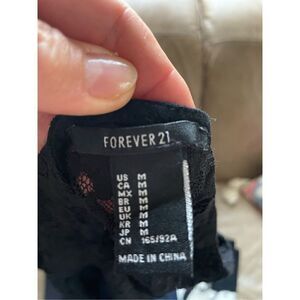 FOREVER 21
US M
CA M
MX M
BR M
EU M
UK M
KR M
JP M
CN 165/92A
MADE IN CHINA